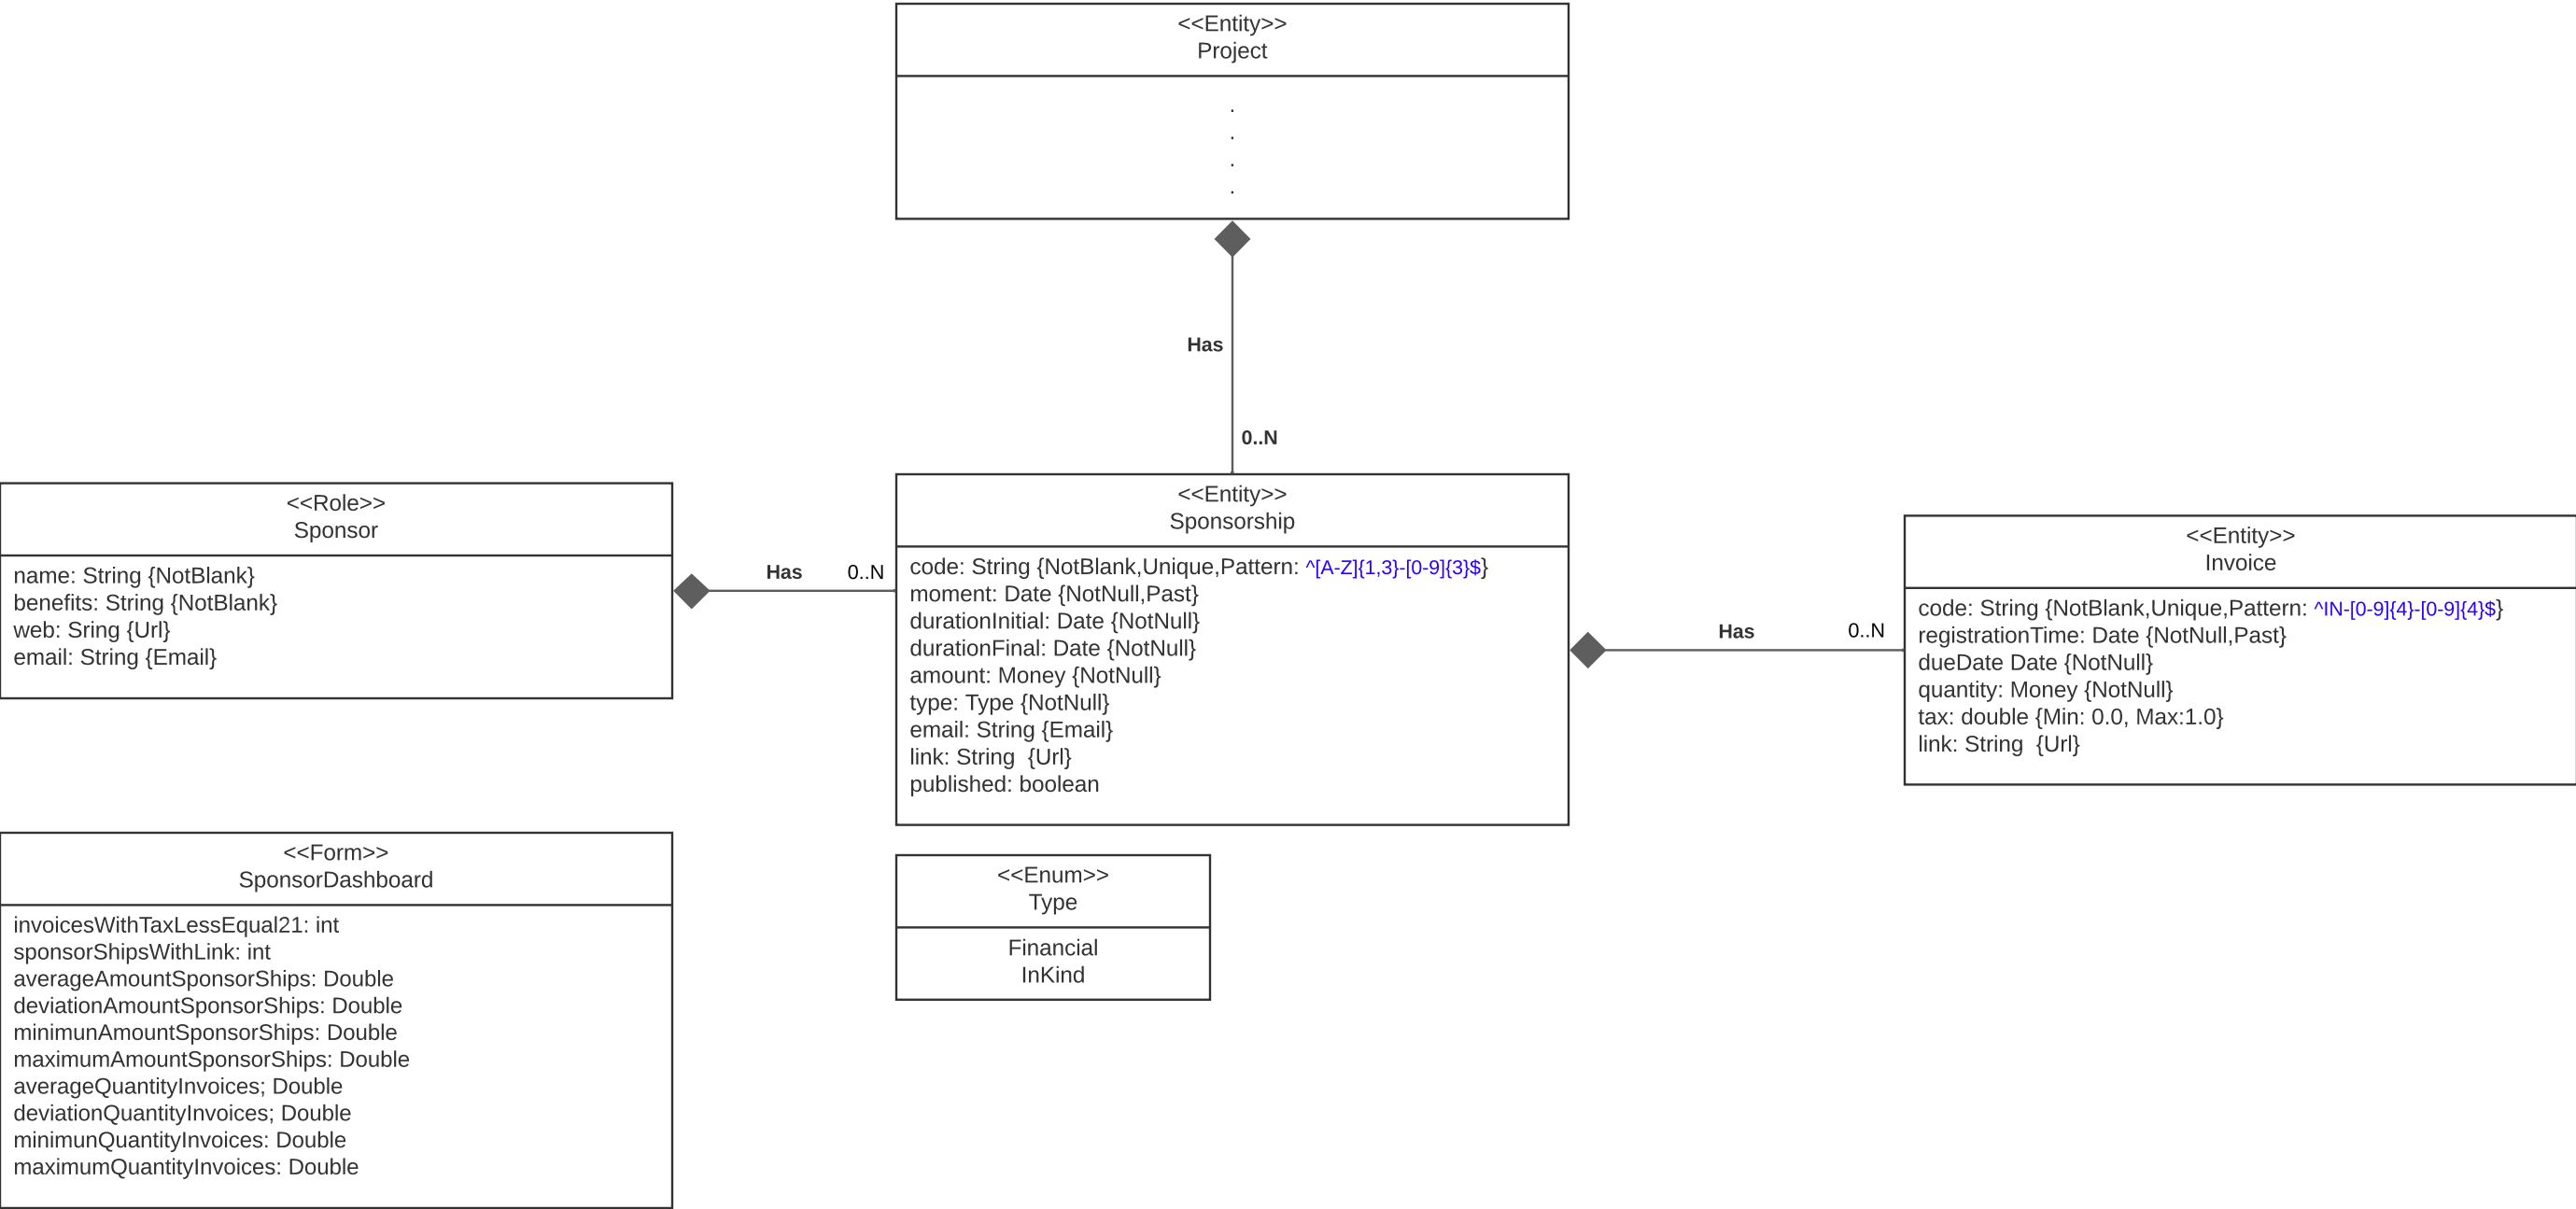 <<Entity>>
Project
.
.
.
.
Has
0..N
<<Role>>
Sponsor
name: String {NotBlank}
benefits: String {NotBlank}
web: Sring {Url}
email: String {Email}
Has
0..N
<<Entity>>
Sponsorship
code: String {NotBlank,Unique,Pattern: ^[A-Z]{1,3}-[0-9]{3}$}
moment: Date {NotNull,Past}
durationInitial: Date {NotNull}
durationFinal: Date {NotNull}
amount: Money {NotNull}
type: Type {NotNull}
email: String {Email}
link: String  {Url}
published: boolean
Has
0..N
<<Entity>>
Invoice
code: String {NotBlank,Unique,Pattern: ^IN-[0-9]{4}-[0-9]{4}$}
registrationTime: Date {NotNull,Past}
dueDate Date {NotNull}
quantity: Money {NotNull}
tax: double {Min: 0.0, Max:1.0}
link: String  {Url}
<<Form>>
SponsorDashboard
invoicesWithTaxLessEqual21: int
sponsorShipsWithLink: int
averageAmountSponsorShips: Double
deviationAmountSponsorShips: Double
minimunAmountSponsorShips: Double
maximumAmountSponsorShips: Double
averageQuantityInvoices; Double
deviationQuantityInvoices; Double
minimunQuantityInvoices: Double
maximumQuantityInvoices: Double
<<Enum>>
Type
Financial
InKind